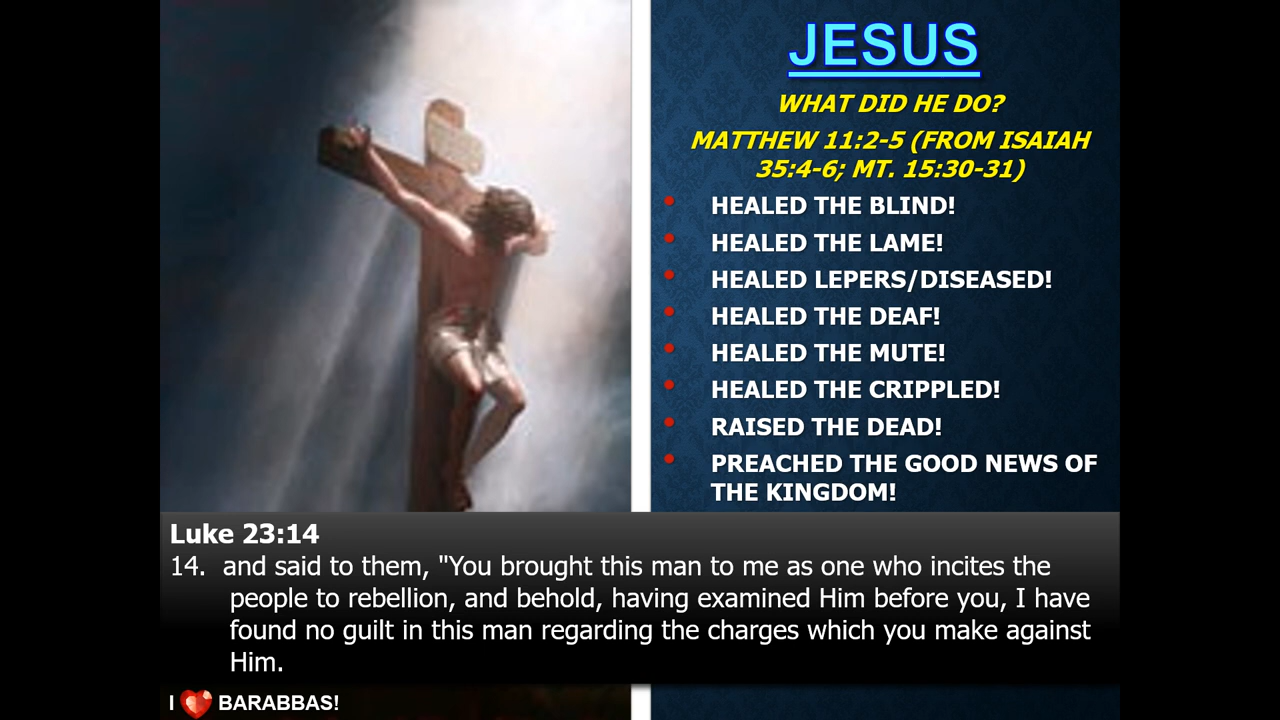 JESUS
WHAT DID HE DO?
MATTHEW 11:2-5 (FROM ISAIAH
35:4-6; MT. 15:30-31)
• HEALED THE BLIND!
• HEALED THE LAME!
• HEALED LEPERS/DISEASED!
• HEALED THE DEAF!
• HEALED THE MUTE!
• HEALED THE CRIPPLED!
• RAISED THE DEAD!
• PREACHED THE GOOD NEWS OF
THE KINGDOM!
Luke 23:14
14. and said to them, "You brought this man to me as one who incites the
people to rebellion, and behold, having examined Him before you, I have
found no guilt in this man regarding the charges which you make against
Him.
I ❤ BARABBAS!